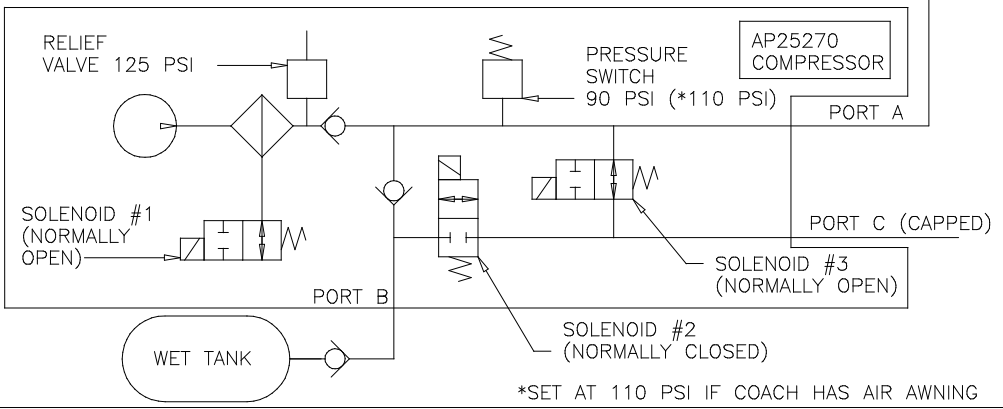 RELIEF
VALVE 125 PSI
PRESSURE
SWITCH
90 PSI (*110 PSI)
AP25270
COMPRESSOR
PORT A
SOLENOID #1
(NORMALLY
OPEN)
PORT C (CAPPED)
SOLENOID #3
(NORMALLY OPEN)
PORT B
SOLENOID #2
(NORMALLY CLOSED)
WET TANK
*SET AT 110 PSI IF COACH HAS AIR AWNING